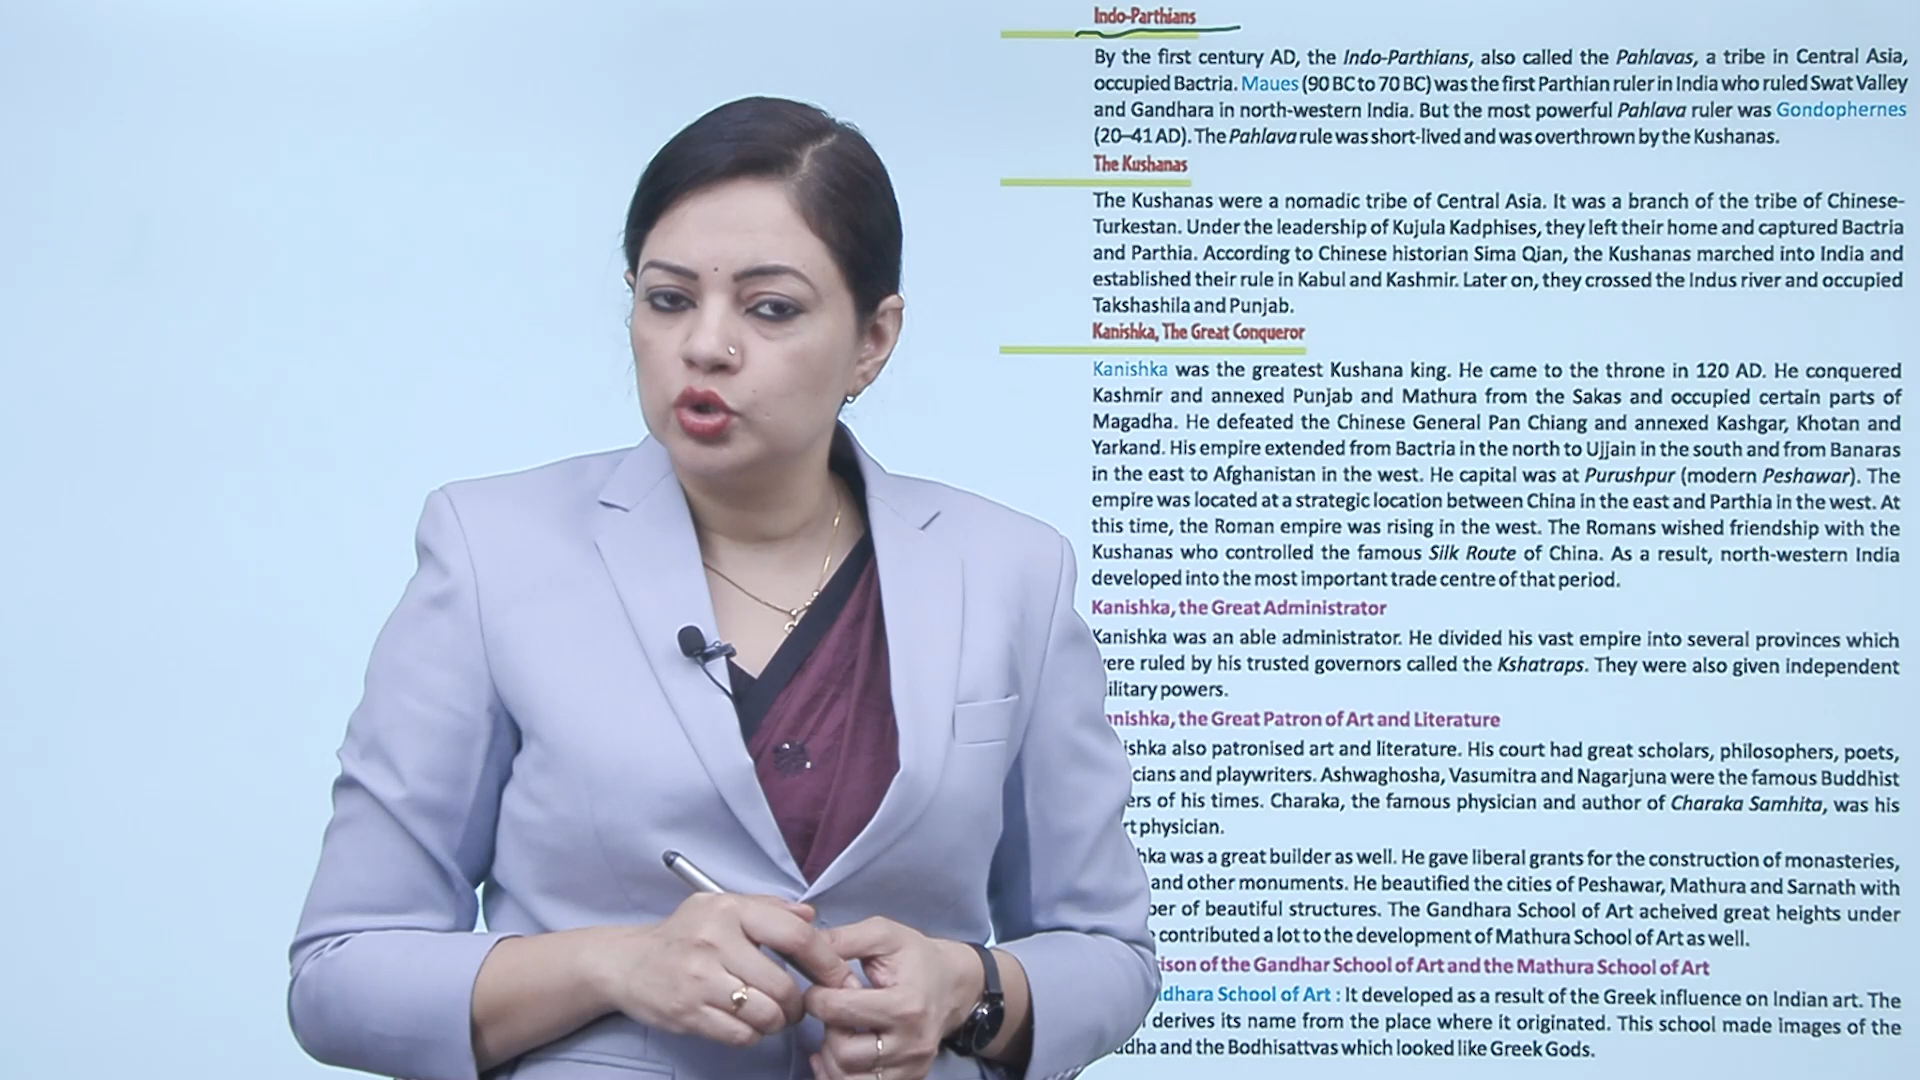 Indo-Parthians
By the first century AD, the Indo-Parthians, also called the Pahlavas, a tribe in Central Asia,
occupied Bactria. Maues (90 BC to 70 BC) was the first Parthian ruler in India who ruled Swat Valley
and Gandhara in north-western India. But the most powerful Pahlava ruler was Gondophernes
(20–41 AD). The Pahlava rule was short-lived and was overthrown by the Kushanas.
The Kushanas
The Kushanas were a nomadic tribe of Central Asia. It was a branch of the tribe of Chinese-
Turkestan. Under the leadership of Kujula Kadphises, they left their home and captured Bactria
and Parthia. According to Chinese historian Sima Qian, the Kushanas marched into India and
established their rule in Kabul and Kashmir. Later on, they crossed the Indus river and occupied
Takshashila and Punjab.
Kanishka, The Great Conqueror
Kanishka was the greatest Kushana king. He came to the throne in 120 AD. He conquered
Kashmir and annexed Punjab and Mathura from the Sakas and occupied certain parts of
Magadha. He defeated the Chinese General Pan Chiang and annexed Kashgar, Khotan and
Yarkand. His empire extended from Bactria in the north to Ujjain in the south and from Banaras
in the east to Afghanistan in the west. He capital was at Purushpur (modern Peshawar). The
empire was located at a strategic location between China in the east and Parthia in the west. At
this time, the Roman empire was rising in the west. The Romans wished friendship with the
Kushanas who controlled the famous Silk Route of China. As a result, north-western India
developed into the most important trade centre of that period.
Kanishka, the Great Administrator
Kanishka was an able administrator. He divided his vast empire into several provinces which
ere ruled by his trusted governors called the Kshatraps. They were also given independent
ilitary powers.
nishka, the Great Patron of Art and Literature
ishka also patronised art and literature. His court had great scholars, philosophers, poets,
cians and playwriters. Ashwaghosha, Vasumitra and Nagarjuna were the famous Buddhist
ers of his times. Charaka, the famous physician and author of Charaka Samhita, was his
rt physician.
hka was a great builder as well. He gave liberal grants for the construction of monasteries,
and other monuments. He beautified the cities of Peshawar, Mathura and Sarnath with
ber of beautiful structures. The Gandhara School of Art acheived great heights under
contributed a lot to the development of Mathura School of Art as well.
ison of the Gandhar School of Art and the Mathura School of Art
dhara School of Art : It developed as a result of the Greek influence on Indian art. The
derives its name from the place where it originated. This school made images of the
dha and the Bodhisattvas which looked like Greek Gods.